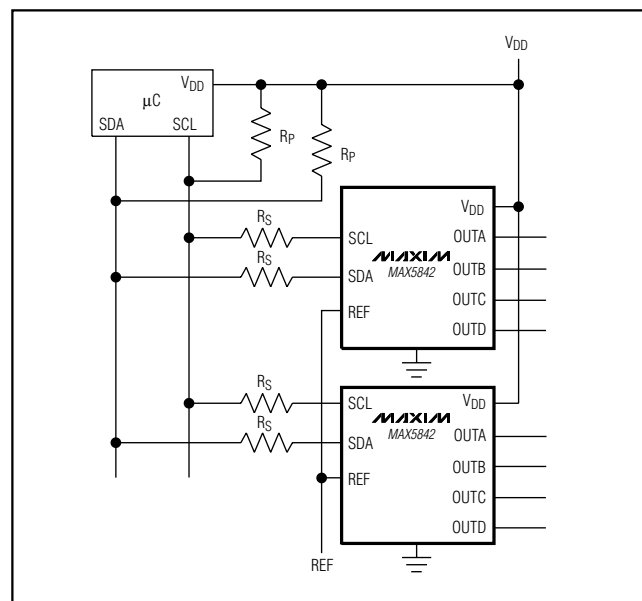 VDD
µC
VDD
SDA
SCL
RP
RP
RS
RS
SCL
SDA
REF
MAXIM
MAX5842
VDD
OUTA
OUTB
OUTC
OUTD
RS
RS
SCL
SDA
REF
MAXIM
MAX5842
VDD
OUTA
OUTB
OUTC
OUTD
REF